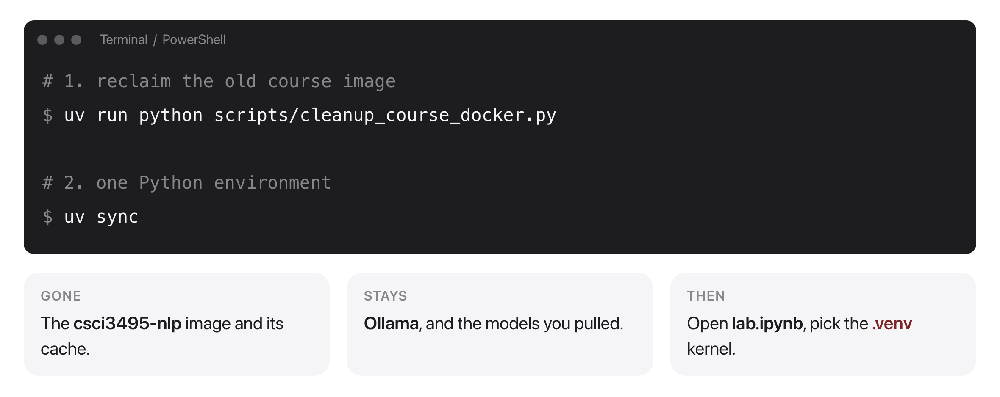 Terminal / PowerShell
# 1. reclaim the old course image
$ uv run python scripts/cleanup_course_docker.py
# 2. one Python environment
$ uv sync
GONE
The csci3495-nlp image and its
cache.
STAYS
Ollama, and the models you pulled.
THEN
Open lab.ipynb, pick the .venv
kernel.